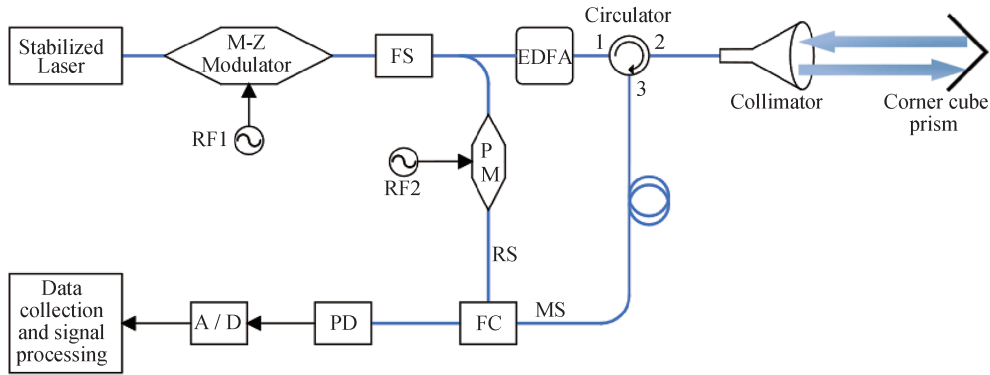 Stabilized
Laser
M-Z
Modulator
FS
EDFA
Circulator
1
2
3
Collimator
Corner cube
prism
RF1
RF2
P
M
RS
MS
Data
collection
and signal
processing
A / D
PD
FC